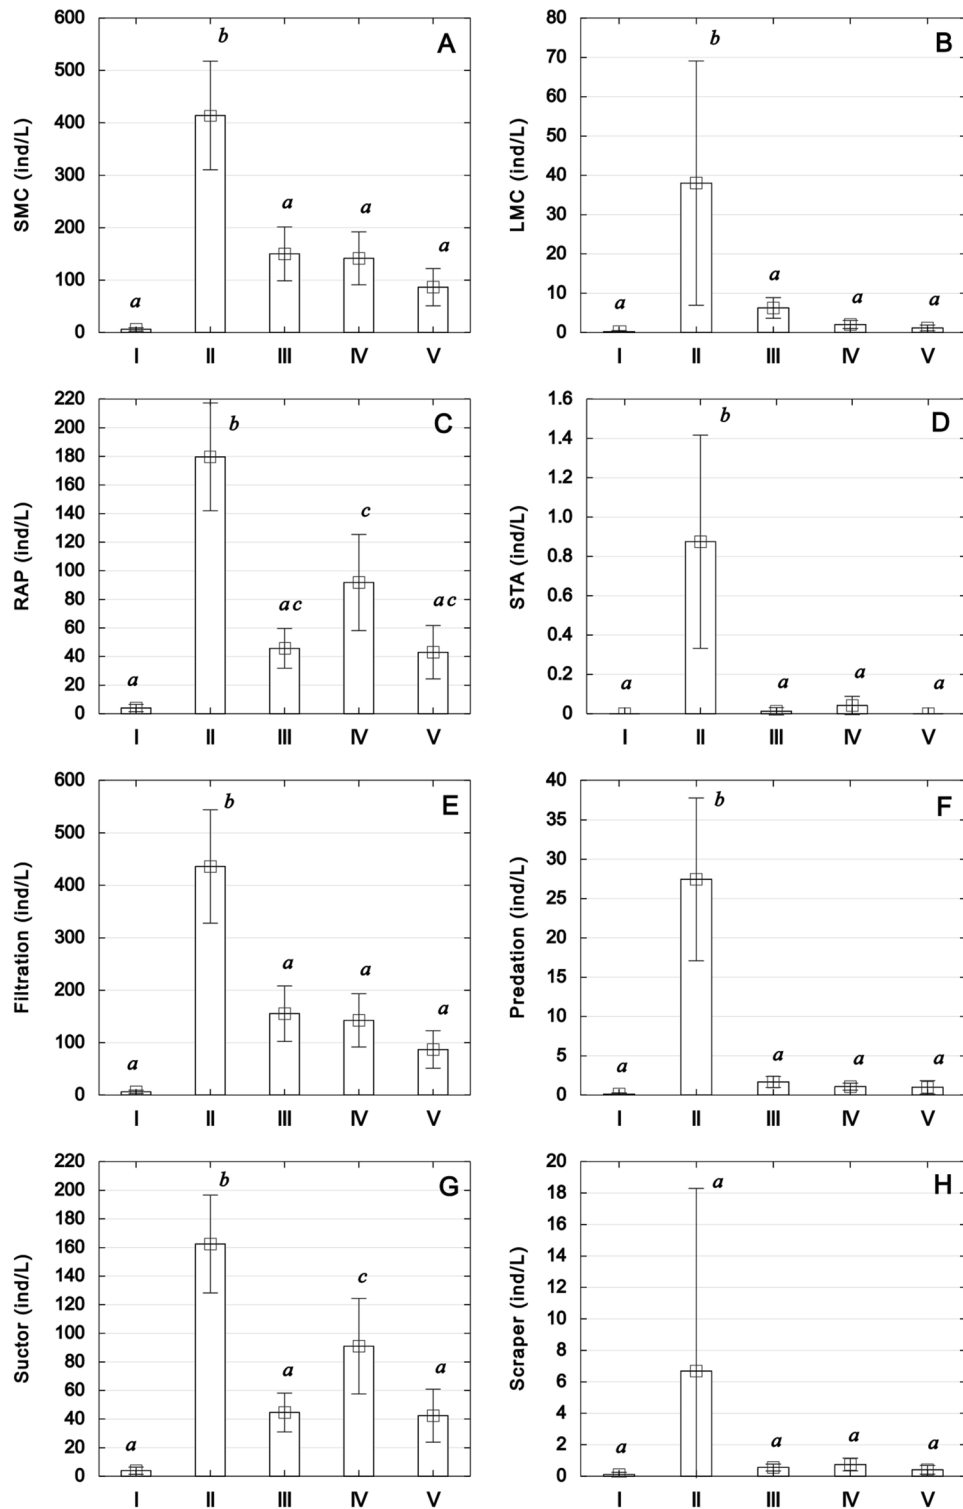 A
SMC (ind/L)
600
500
400
300
200
100
0
a
b
a
a
a
I II III IV V
B
LMC (ind/L)
80
70
60
50
40
30
20
10
0
a
b
a
a
a
I II III IV V
C
RAP (ind/L)
220
200
180
160
140
120
100
80
60
40
20
0
a
b
ac
c
ac
I II III IV V
D
STA (ind/L)
1.6
1.4
1.2
1.0
0.8
0.6
0.4
0.2
0
a
b
a
a
a
I II III IV V
E
Filtration (ind/L)
600
500
400
300
200
100
0
a
b
a
a
a
I II III IV V
F
Predation (ind/L)
40
35
30
25
20
15
10
5
0
a
b
a
a
a
I II III IV V
G
Suctor (ind/L)
220
200
180
160
140
120
100
80
60
40
20
0
a
b
a
c
a
I II III IV V
H
Scraper (ind/L)
20
18
16
14
12
10
8
6
4
2
0
a
a
a
a
a
I II III IV V